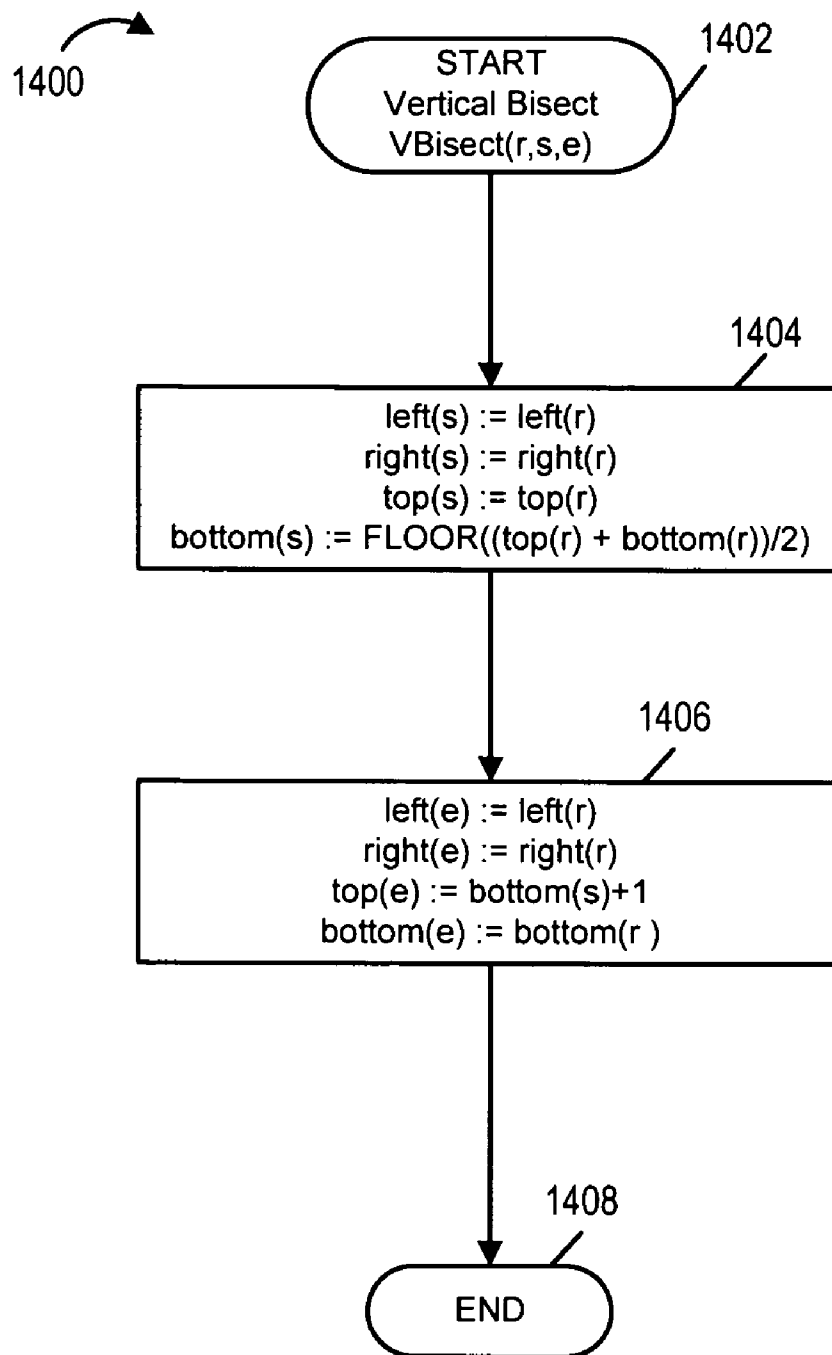 1400
1402
START
Vertical Bisect
VBisect(r,s,e)
1404
left(s) := left(r)
right(s) := right(r)
top(s) := top(r)
bottom(s) := FLOOR((top(r) + bottom(r))/2)
1406
left(e) := left(r)
right(e) := right(r)
top(e) := bottom(s)+1
bottom(e) := bottom(r )
1408
END